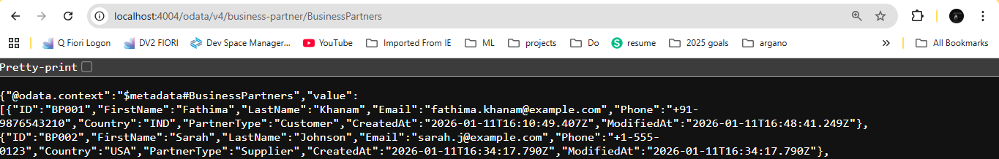 localhost:4004/odata/v4/business-partner/BusinessPartners
Q Fiori Logon DV2 FIORI Dev Space Manager... YouTube Imported From IE ML projects Do resume 2025 goals argano » All Bookmarks
Pretty-print
{"@odata.context":"$metadata#BusinessPartners","value":
[{"ID":"BP001","FirstName":"Fathima","LastName":"Khanam","Email":"fathima.khanam@example.com","Phone":"+91-
9876543210","Country":"IND","PartnerType":"Customer","CreatedAt":"2026-01-11T16:10:49.407Z","ModifiedAt":"2026-01-11T16:48:41.249Z"},
{"ID":"BP002","FirstName":"Sarah","LastName":"Johnson","Email":"sarah.j@example.com","Phone":"+1-555-
0123","Country":"USA","PartnerType":"Supplier","CreatedAt":"2026-01-11T16:34:17.790Z","ModifiedAt":"2026-01-11T16:34:17.790Z"},